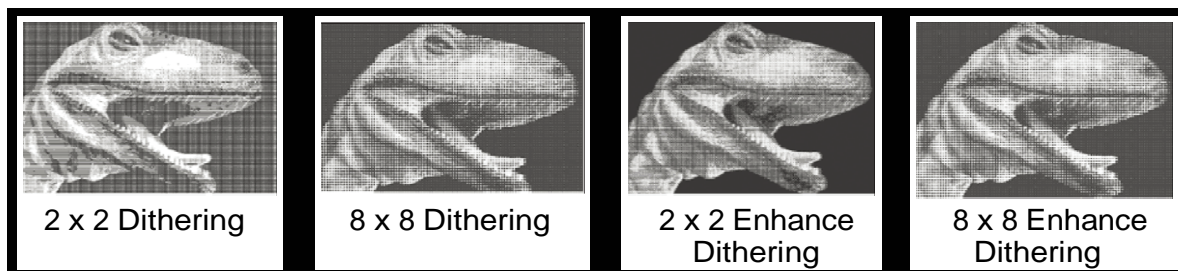 2 x 2 Dithering
8 x 8 Dithering
2 x 2 Enhance
Dithering
8 x 8 Enhance
Dithering